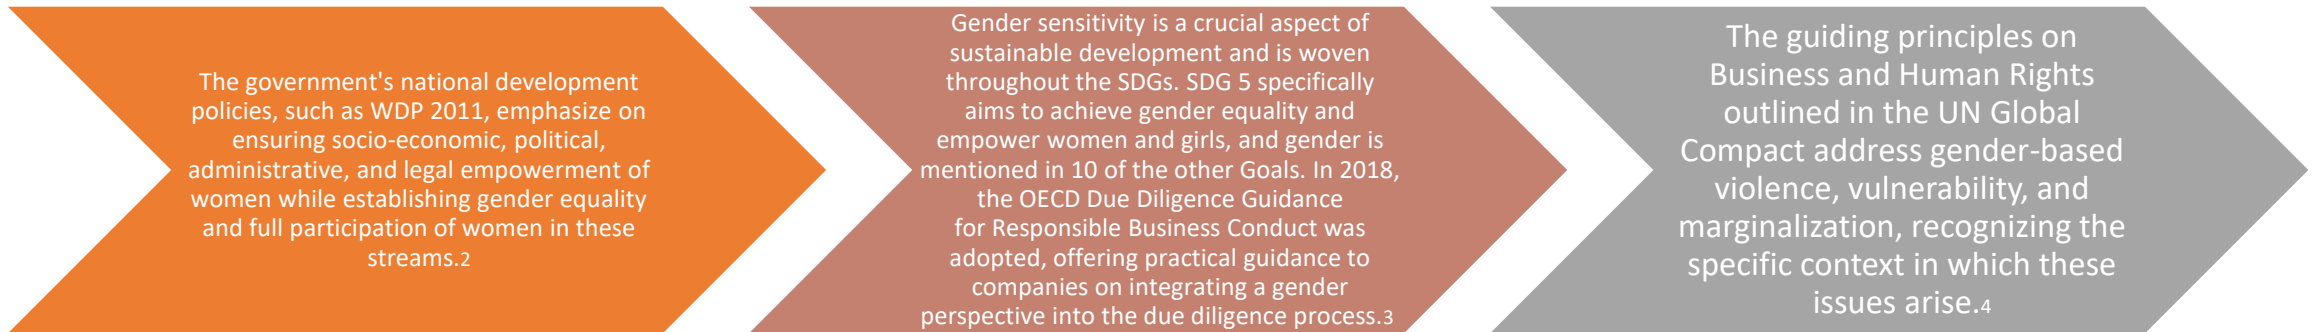 The government's national development
policies, such as WDP 2011, emphasize on
ensuring socio-economic, political,
administrative, and legal empowerment of
women while establishing gender equality
and full participation of women in these
streams.2
Gender sensitivity is a crucial aspect of
sustainable development and is woven
throughout the SDGs. SDG 5 specifically
aims to achieve gender equality and
empower women and girls, and gender is
mentioned in 10 of the other Goals. In 2018,
the OECD Due Diligence Guidance
for Responsible Business Conduct was
adopted, offering practical guidance to
companies on integrating a gender
perspective into the due diligence process.3
The guiding principles on
Business and Human Rights
outlined in the UN Global
Compact address gender-based
violence, vulnerability, and
marginalization, recognizing the
specific context in which these
issues arise.4